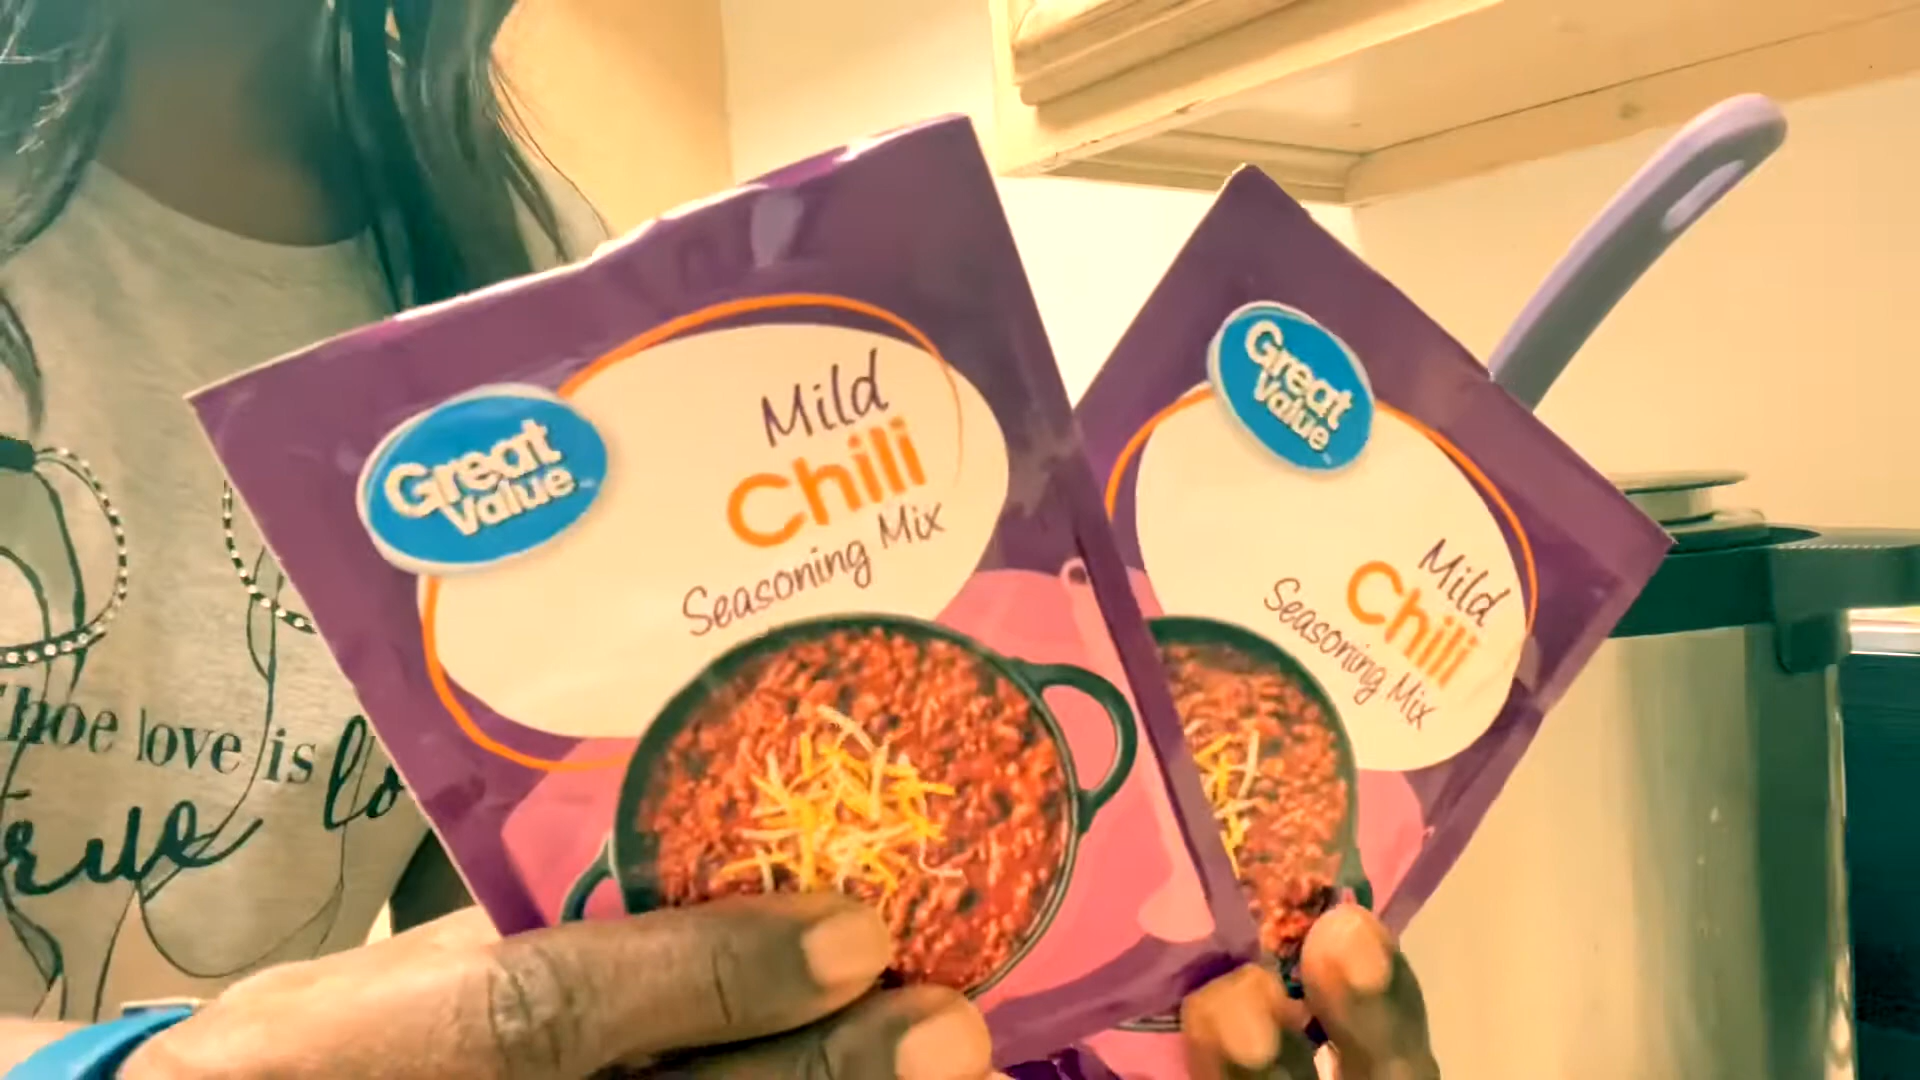 Great
Value
Mild
Chili
Seasoning Mix
Great
Value
Mild
Chili
Seasoning Mix
love is
true